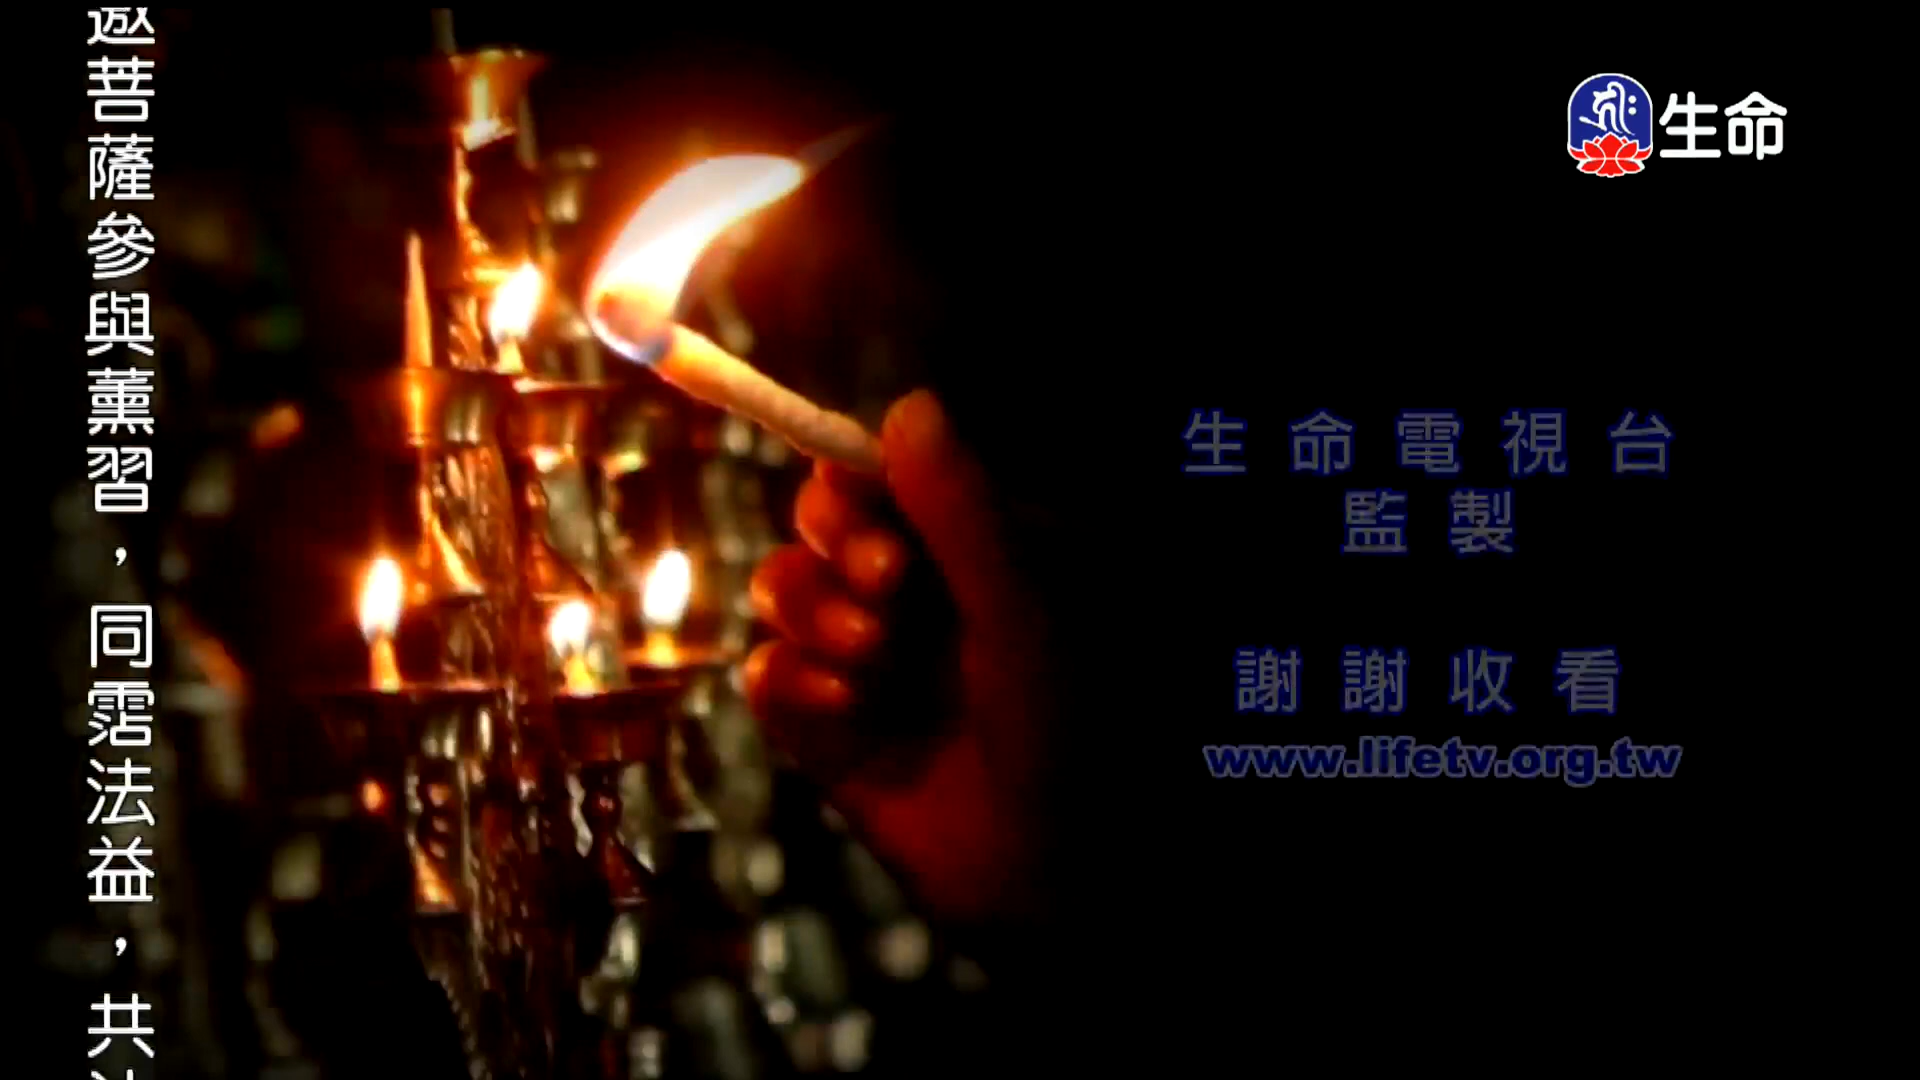 邀菩薩參與薰習，同霑法益，共
生命
生命電視台
監製
謝謝收看
www.lifetv.org.tw